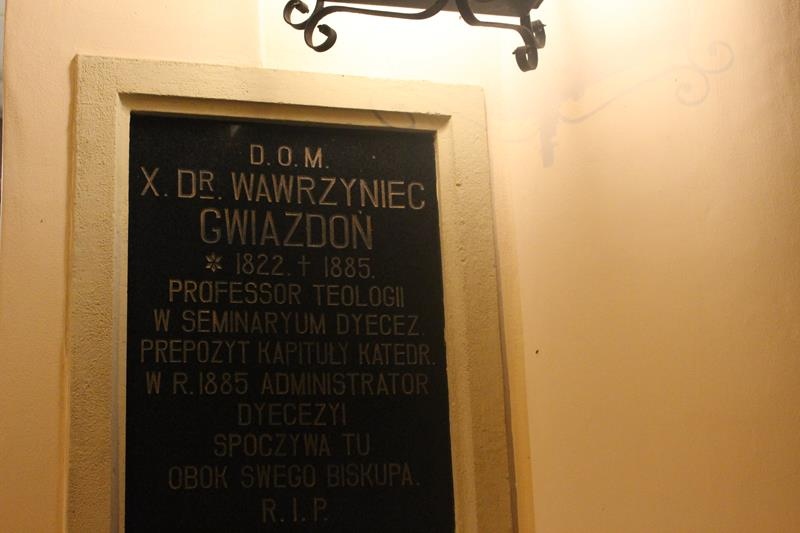 D.O.M.
X. DR. WAWRZYNIEC
GWIAZDOŃ
* 1822. † 1885.
PROFESSOR TEOLOGII
W SEMINARYUM DYECEZ.
PREPOZYT KAPITUŁY KATEDR.
W R. 1885 ADMINISTRATOR
DYECEZYI
SPOCZYWA TU
OBOK SWEGO BISKUPA.
R.I.P.